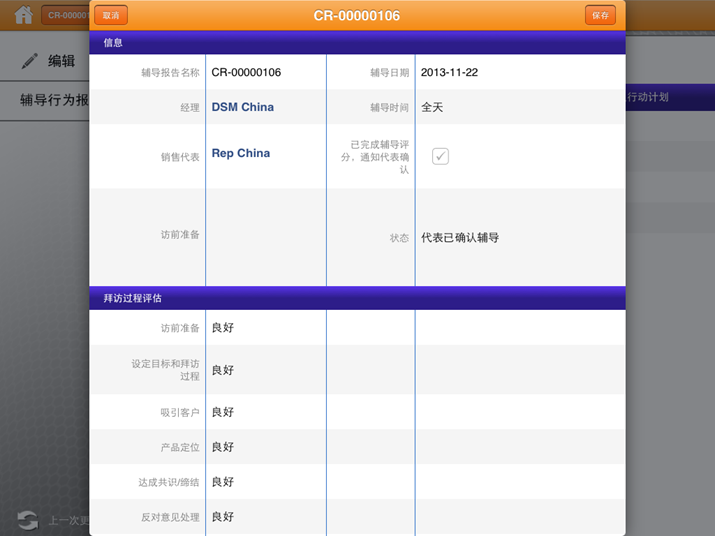 CR-00000
取消
CR-00000106
保存
编辑
辅导行为报
行动计划
信息
辅导报告名称 CR-00000106 辅导日期 2013-11-22
经理 DSM China 辅导时间 全天
销售代表 Rep China 已完成辅导评
分，通知代表确
认
访前准备 状态 代表已确认辅导
拜访过程评估
访前准备 良好
设定目标和拜访
过程 良好
吸引客户 良好
产品定位 良好
达成共识/缔结 良好
反对意见处理 良好
上一次更